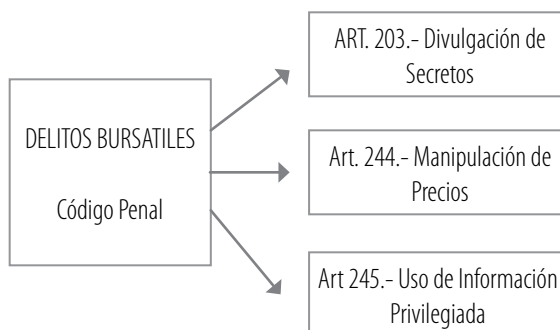 DELITOS BURSATILES
Código Penal
ART. 203.- Divulgación de
Secretos
Art. 244.- Manipulación de
Precios
Art 245.- Uso de Información
Privilegiada